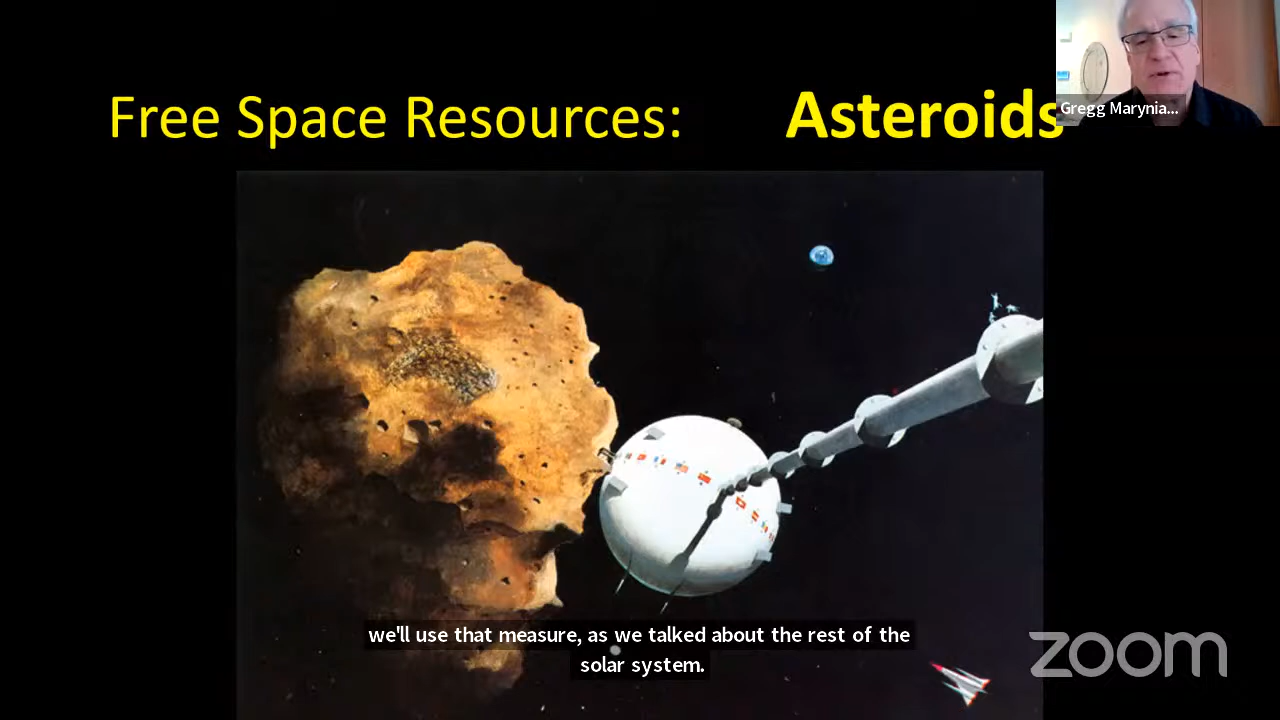 Free Space Resources: Asteroids
Gregg Marynia...
we'll use that measure, as we talked about the rest of the
solar system.
zoom